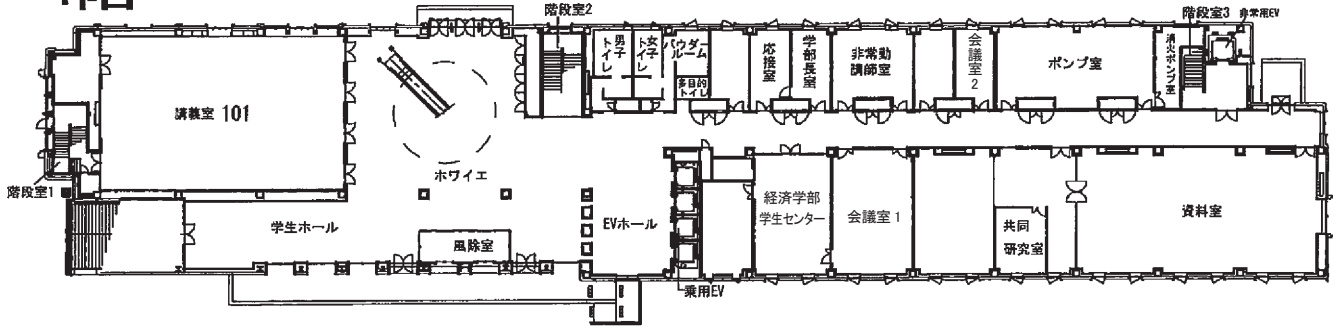 階段室2
階段室3
非常用EV
男子
トイレ
女子
トイレ
パウダー
ルーム
多目的
トイレ
応接室
学部長室
非常勤
講師室
会議室2
ポンプ室
消火ポンプ室
講義室 101
階段室1
ホワイエ
学生ホール
風除室
EVホール
乗用EV
経済学部
学生センター
会議室1
共同
研究室
資料室